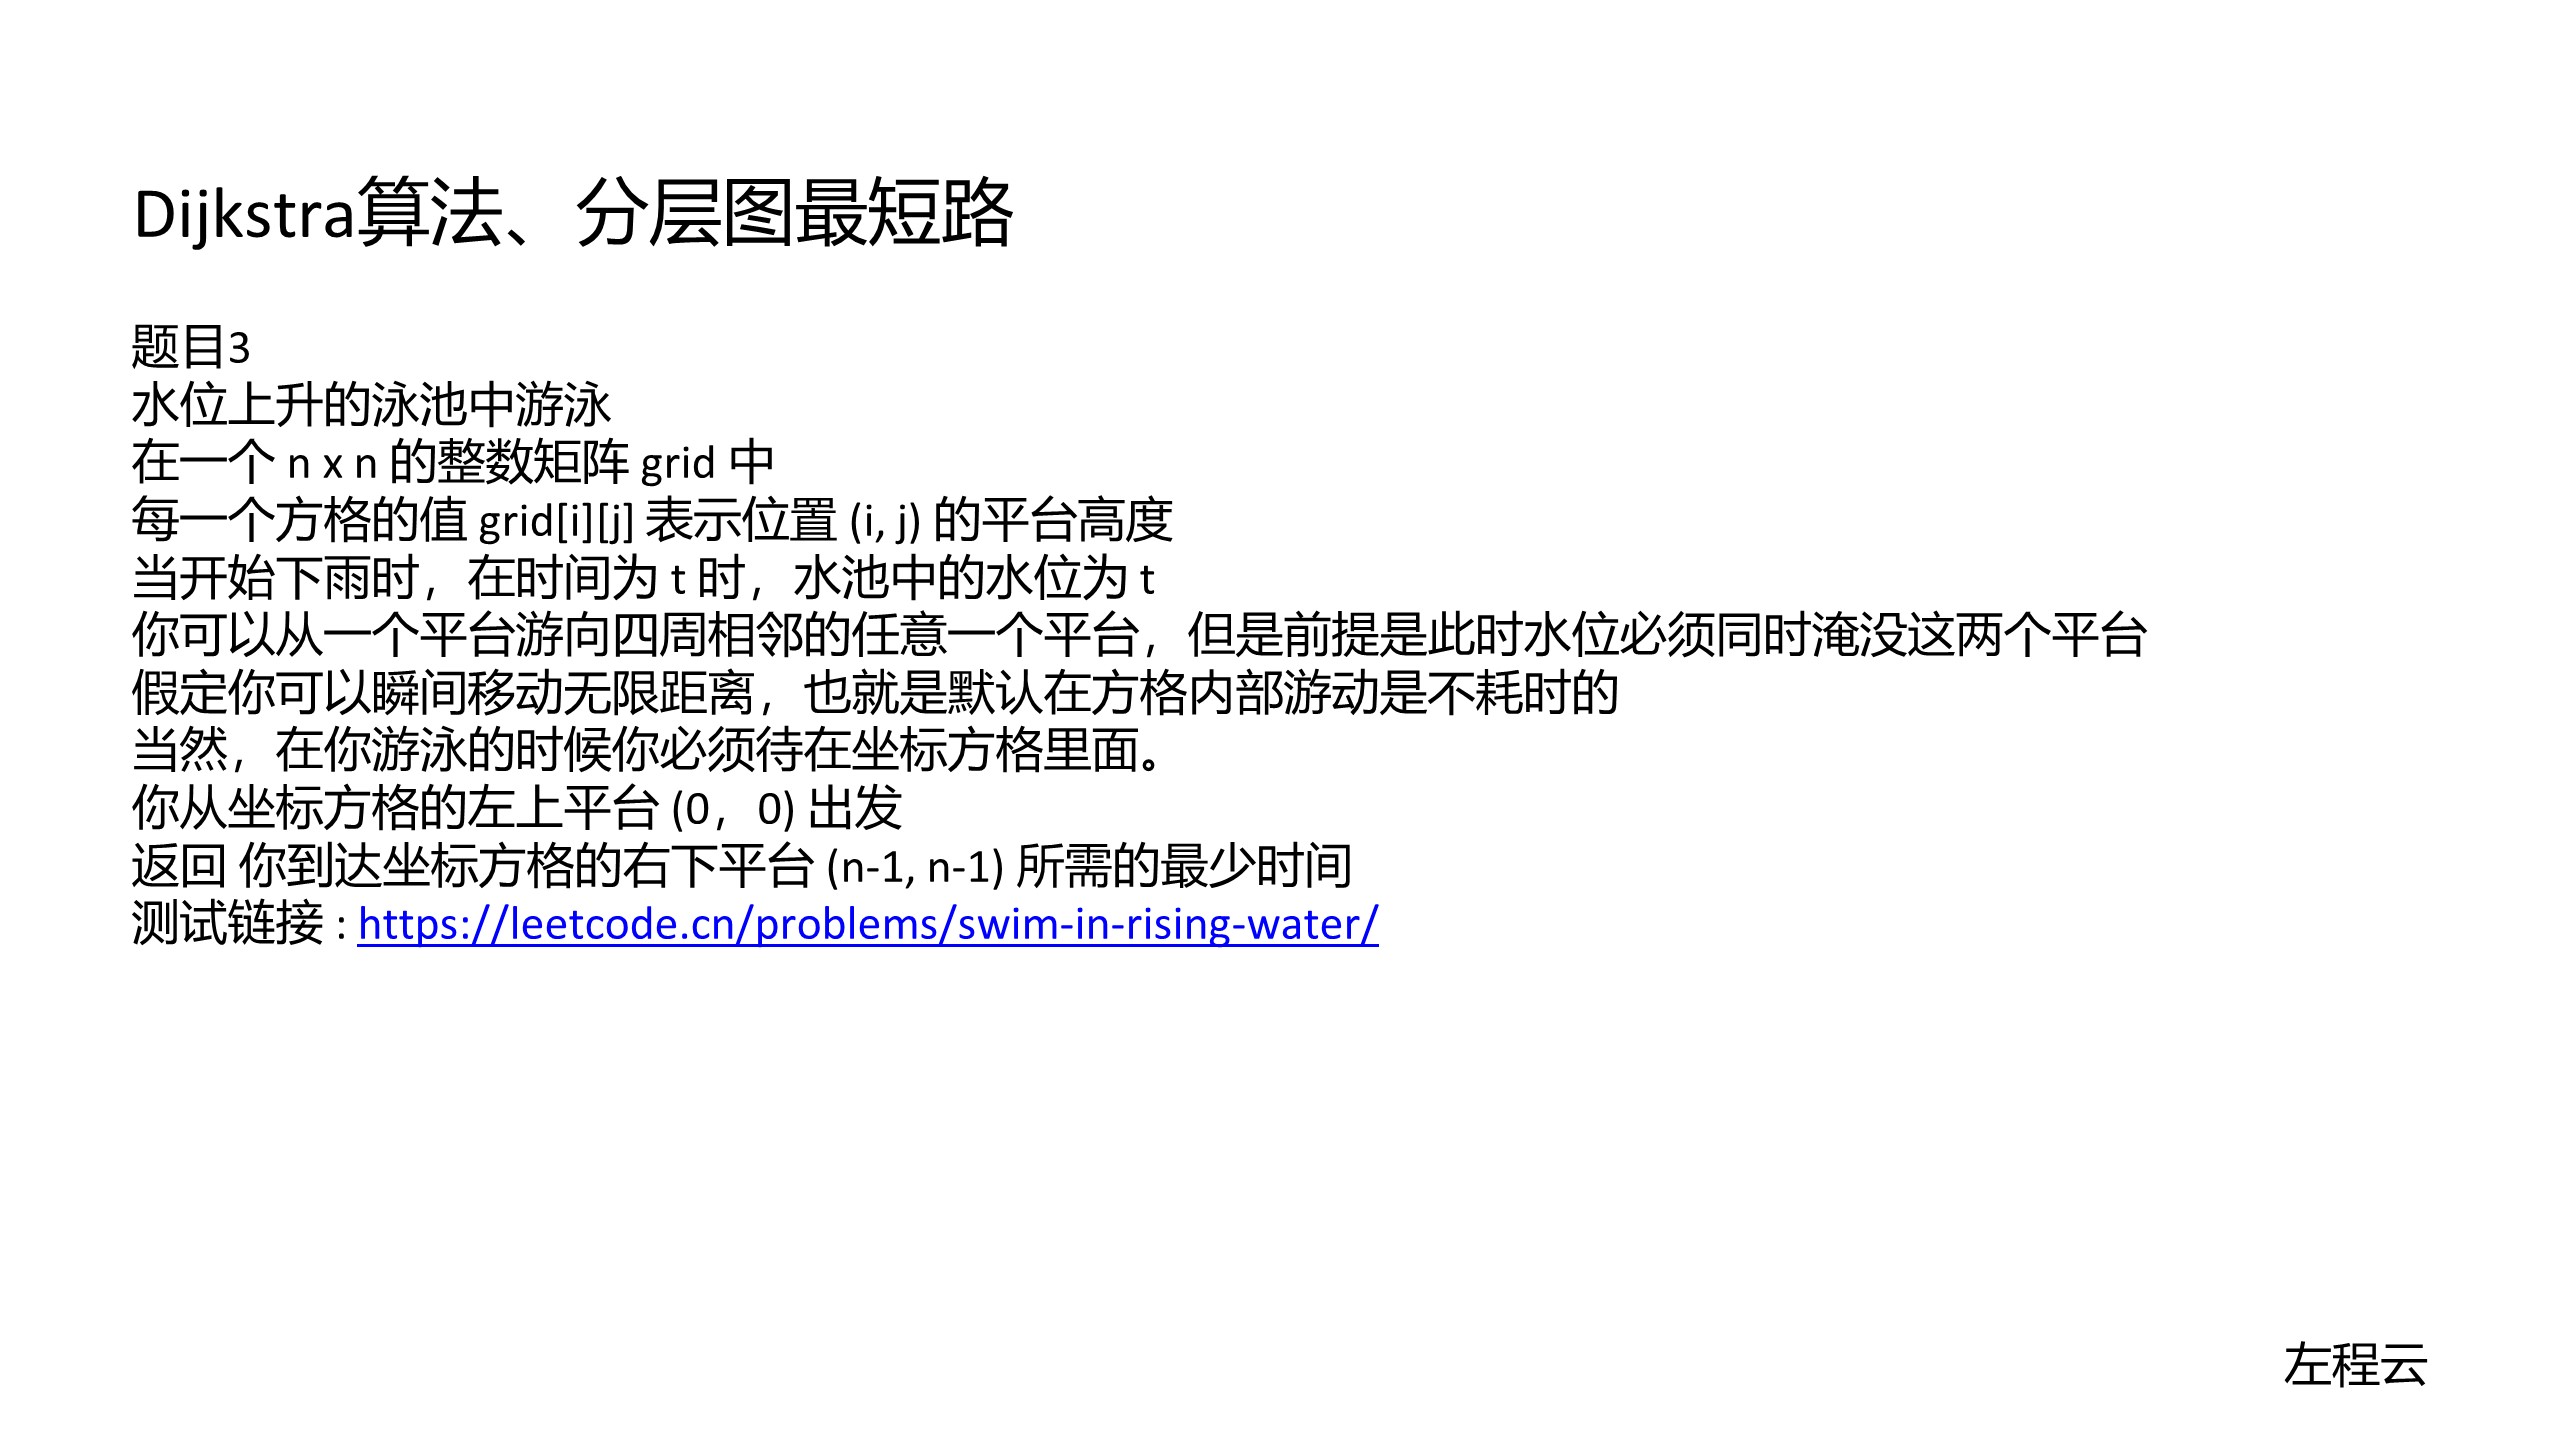 Dijkstra算法、分层图最短路
题目3
水位上升的泳池中游泳
在一个 n x n 的整数矩阵 grid 中
每一个方格的值 grid[i][j] 表示位置 (i, j) 的平台高度
当开始下雨时，在时间为 t 时，水池中的水位为 t
你可以从一个平台游向四周相邻的任意一个平台，但是前提是此时水位必须同时淹没这两个平台
假定你可以瞬间移动无限距离，也就是默认在方格内部游动是不耗时的
当然，在你游泳的时候你必须待在坐标方格里面。
你从坐标方格的左上平台 (0，0) 出发
返回 你到达坐标方格的右下平台 (n-1, n-1) 所需的最少时间
测试链接 : https://leetcode.cn/problems/swim-in-rising-water/
左程云